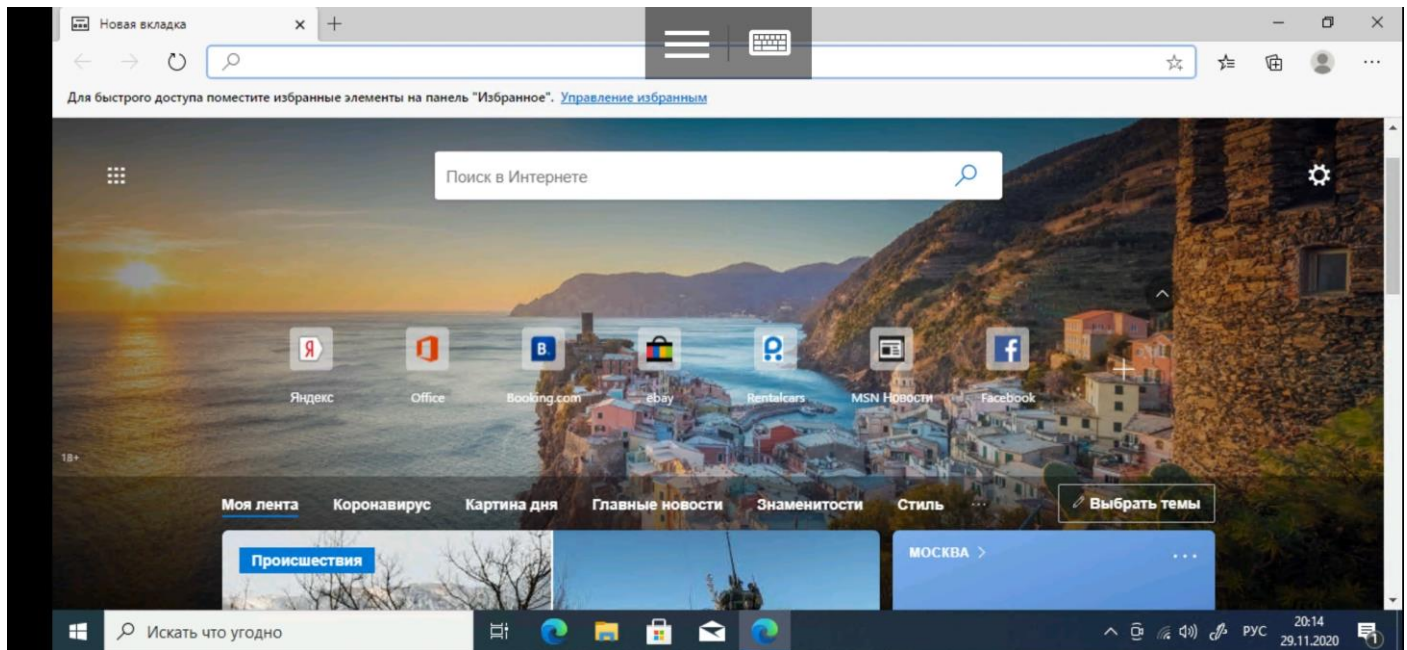 Новая вкладка
Для быстрого доступа поместите избранные элементы на панель "Избранное". Управление избранным
Поиск в Интернете
Я
B.
Яндекс Office Booking.com ebay Rentalcars MSN Новости Facebook
18+
Моя лента Коронавирус Картина дня Главные новости Знаменитости Стиль ... Выбрать темы
Происшествия
МОСКВА >
Искать что угодно
РУС
20:14
29.11.2020
1